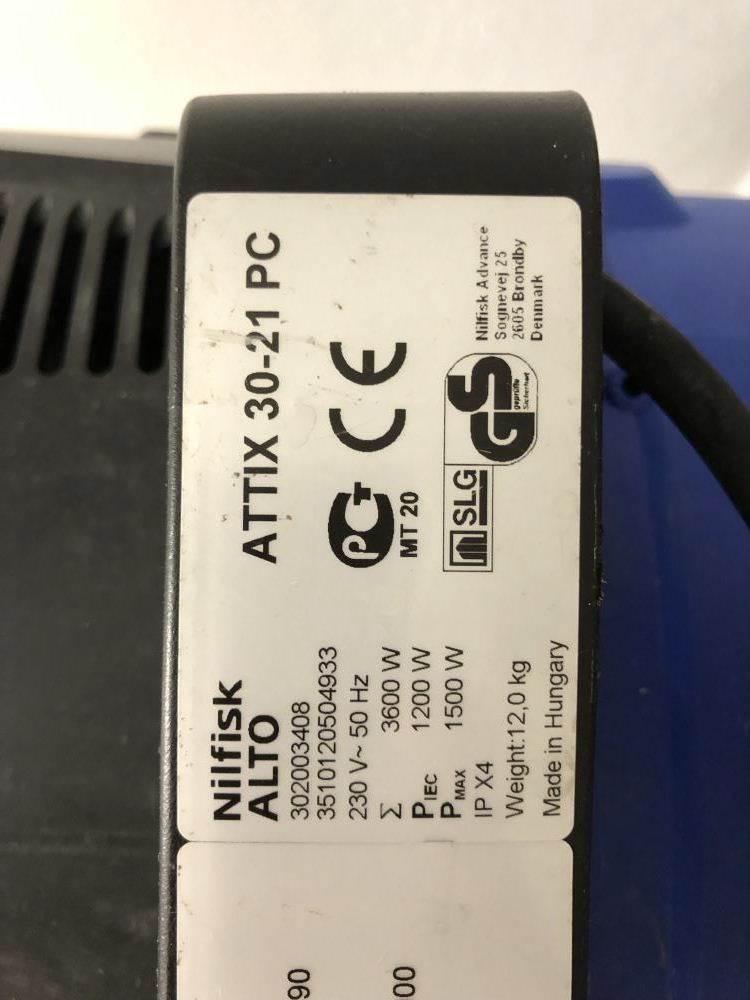 Nilfisk
ALTO
ATTIX 30-21 PC
302003408
3510120504933
230 V~ 50 Hz
Σ 3600 W
PIEC 1200 W
PMAX 1500 W
IP X4
Weight:12,0 kg
Made in Hungary
PCT
MT 20
CE
SLG
GS
geprüfte
Sicherheit
Nilfisk Advance
Sognevej 25
2605 Brondby
Denmark
90
00